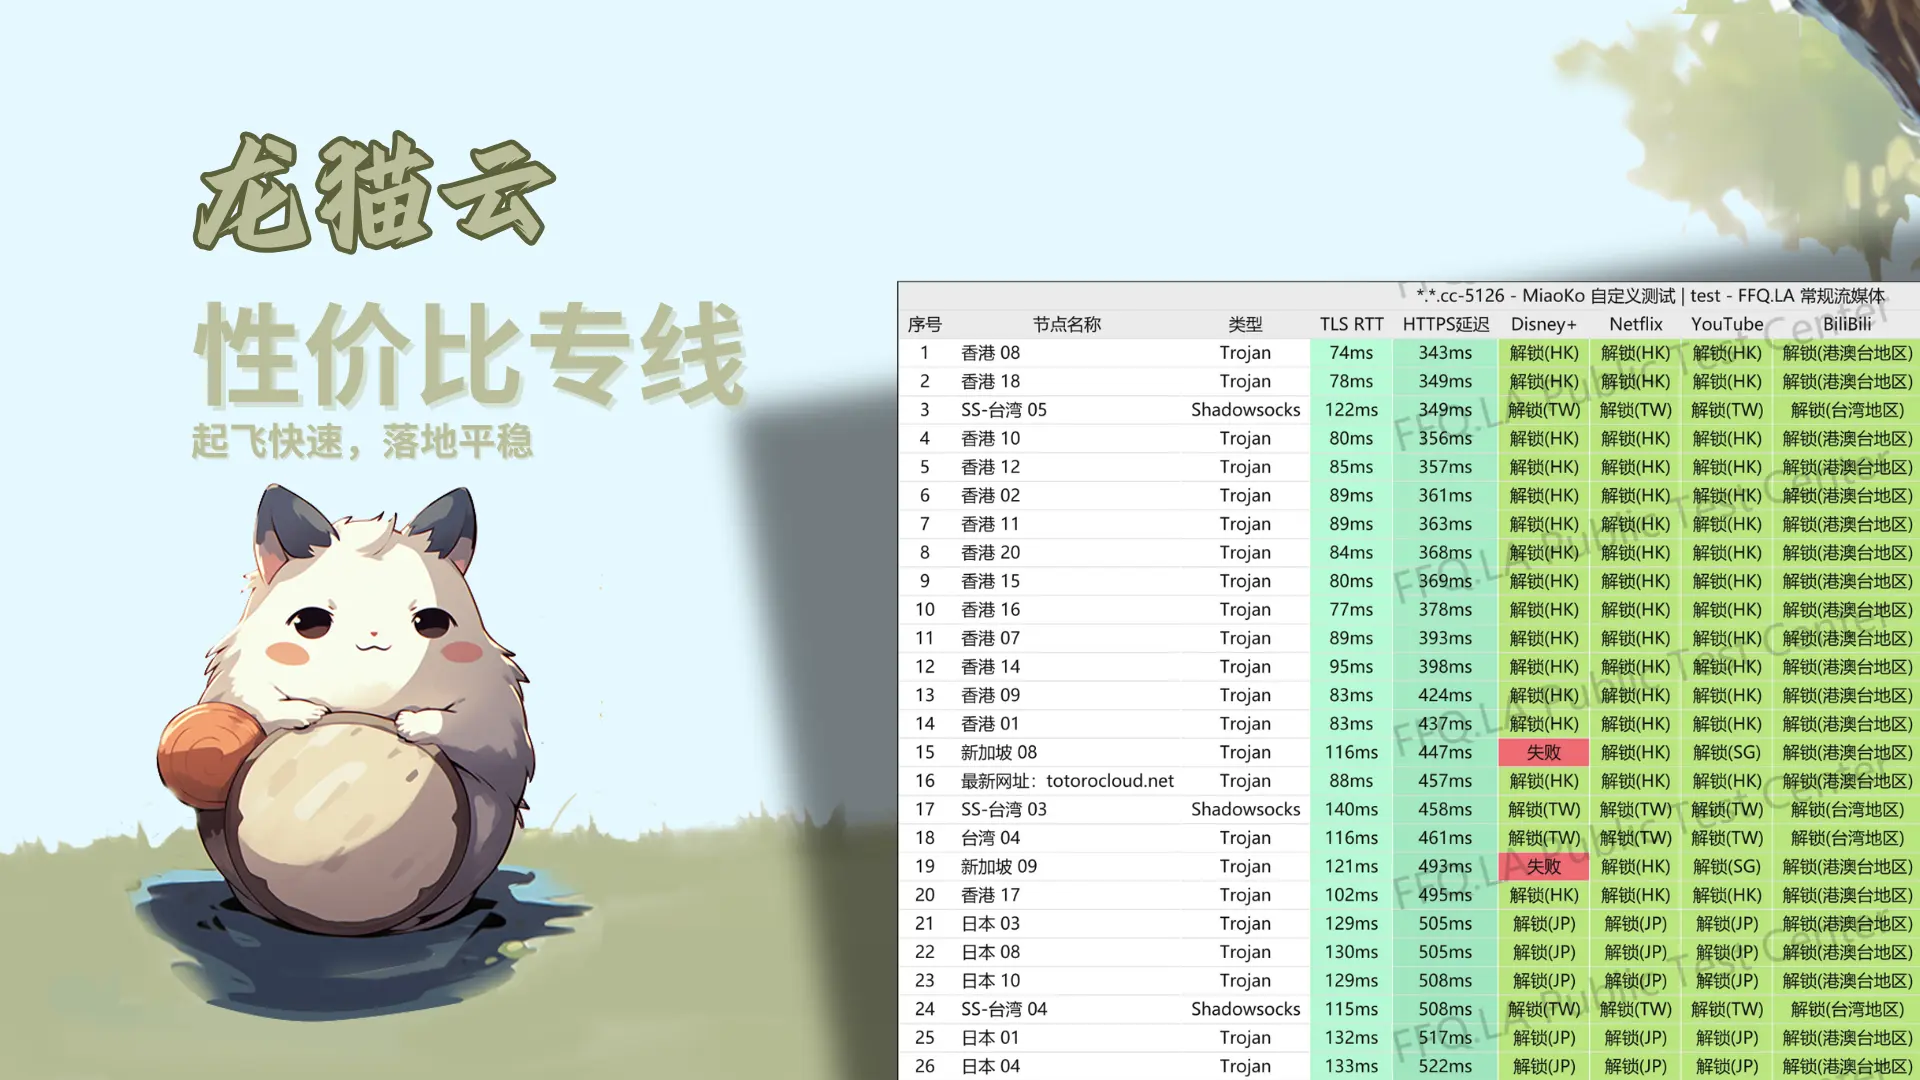 龙猫云
性价比专线
起飞快速，落地平稳
*.*.cc-5126 - MiaoKo 自定义测试 | test - FFQ.LA 常规流媒体
序号 节点名称 类型 TLS RTT HTTPS延迟 Disney+ Netflix YouTube BiliBili
1 香港 08 Trojan 74ms 343ms 解锁(HK) 解锁(HK) 解锁(HK) 解锁(港澳台地区)
2 香港 18 Trojan 78ms 349ms 解锁(HK) 解锁(HK) 解锁(HK) 解锁(港澳台地区)
3 SS-台湾 05 Shadowsocks 122ms 349ms 解锁(TW) 解锁(TW) 解锁(TW) 解锁(台湾地区)
4 香港 10 Trojan 80ms 356ms 解锁(HK) 解锁(HK) 解锁(HK) 解锁(港澳台地区)
5 香港 12 Trojan 85ms 357ms 解锁(HK) 解锁(HK) 解锁(HK) 解锁(港澳台地区)
6 香港 02 Trojan 89ms 361ms 解锁(HK) 解锁(HK) 解锁(HK) 解锁(港澳台地区)
7 香港 11 Trojan 89ms 363ms 解锁(HK) 解锁(HK) 解锁(HK) 解锁(港澳台地区)
8 香港 20 Trojan 84ms 368ms 解锁(HK) 解锁(HK) 解锁(HK) 解锁(港澳台地区)
9 香港 15 Trojan 80ms 369ms 解锁(HK) 解锁(HK) 解锁(HK) 解锁(港澳台地区)
10 香港 16 Trojan 77ms 378ms 解锁(HK) 解锁(HK) 解锁(HK) 解锁(港澳台地区)
11 香港 07 Trojan 89ms 393ms 解锁(HK) 解锁(HK) 解锁(HK) 解锁(港澳台地区)
12 香港 14 Trojan 95ms 398ms 解锁(HK) 解锁(HK) 解锁(HK) 解锁(港澳台地区)
13 香港 09 Trojan 83ms 424ms 解锁(HK) 解锁(HK) 解锁(HK) 解锁(港澳台地区)
14 香港 01 Trojan 83ms 437ms 解锁(HK) 解锁(HK) 解锁(HK) 解锁(港澳台地区)
15 新加坡 08 Trojan 116ms 447ms 失败 解锁(HK) 解锁(SG) 解锁(港澳台地区)
16 最新网址：totorocloud.net Trojan 88ms 457ms 解锁(HK) 解锁(HK) 解锁(HK) 解锁(港澳台地区)
17 SS-台湾 03 Shadowsocks 140ms 458ms 解锁(TW) 解锁(TW) 解锁(TW) 解锁(台湾地区)
18 台湾 04 Trojan 116ms 461ms 解锁(TW) 解锁(TW) 解锁(TW) 解锁(台湾地区)
19 新加坡 09 Trojan 121ms 493ms 失败 解锁(HK) 解锁(SG) 解锁(港澳台地区)
20 香港 17 Trojan 102ms 495ms 解锁(HK) 解锁(HK) 解锁(HK) 解锁(港澳台地区)
21 日本 03 Trojan 129ms 505ms 解锁(JP) 解锁(JP) 解锁(JP) 解锁(港澳台地区)
22 日本 08 Trojan 130ms 505ms 解锁(JP) 解锁(JP) 解锁(JP) 解锁(港澳台地区)
23 日本 10 Trojan 129ms 508ms 解锁(JP) 解锁(JP) 解锁(JP) 解锁(港澳台地区)
24 SS-台湾 04 Shadowsocks 115ms 508ms 解锁(TW) 解锁(TW) 解锁(TW) 解锁(台湾地区)
25 日本 01 Trojan 132ms 517ms 解锁(JP) 解锁(JP) 解锁(JP) 解锁(港澳台地区)
26 日本 04 Trojan 133ms 522ms 解锁(JP) 解锁(JP) 解锁(JP) 解锁(港澳台地区)
FFQ.LA Public Test Center
FFQ.LA Public Test Center
FFQ.LA Public Test Center
FFQ.LA Public Test Center
FFQ.LA Public Test Center